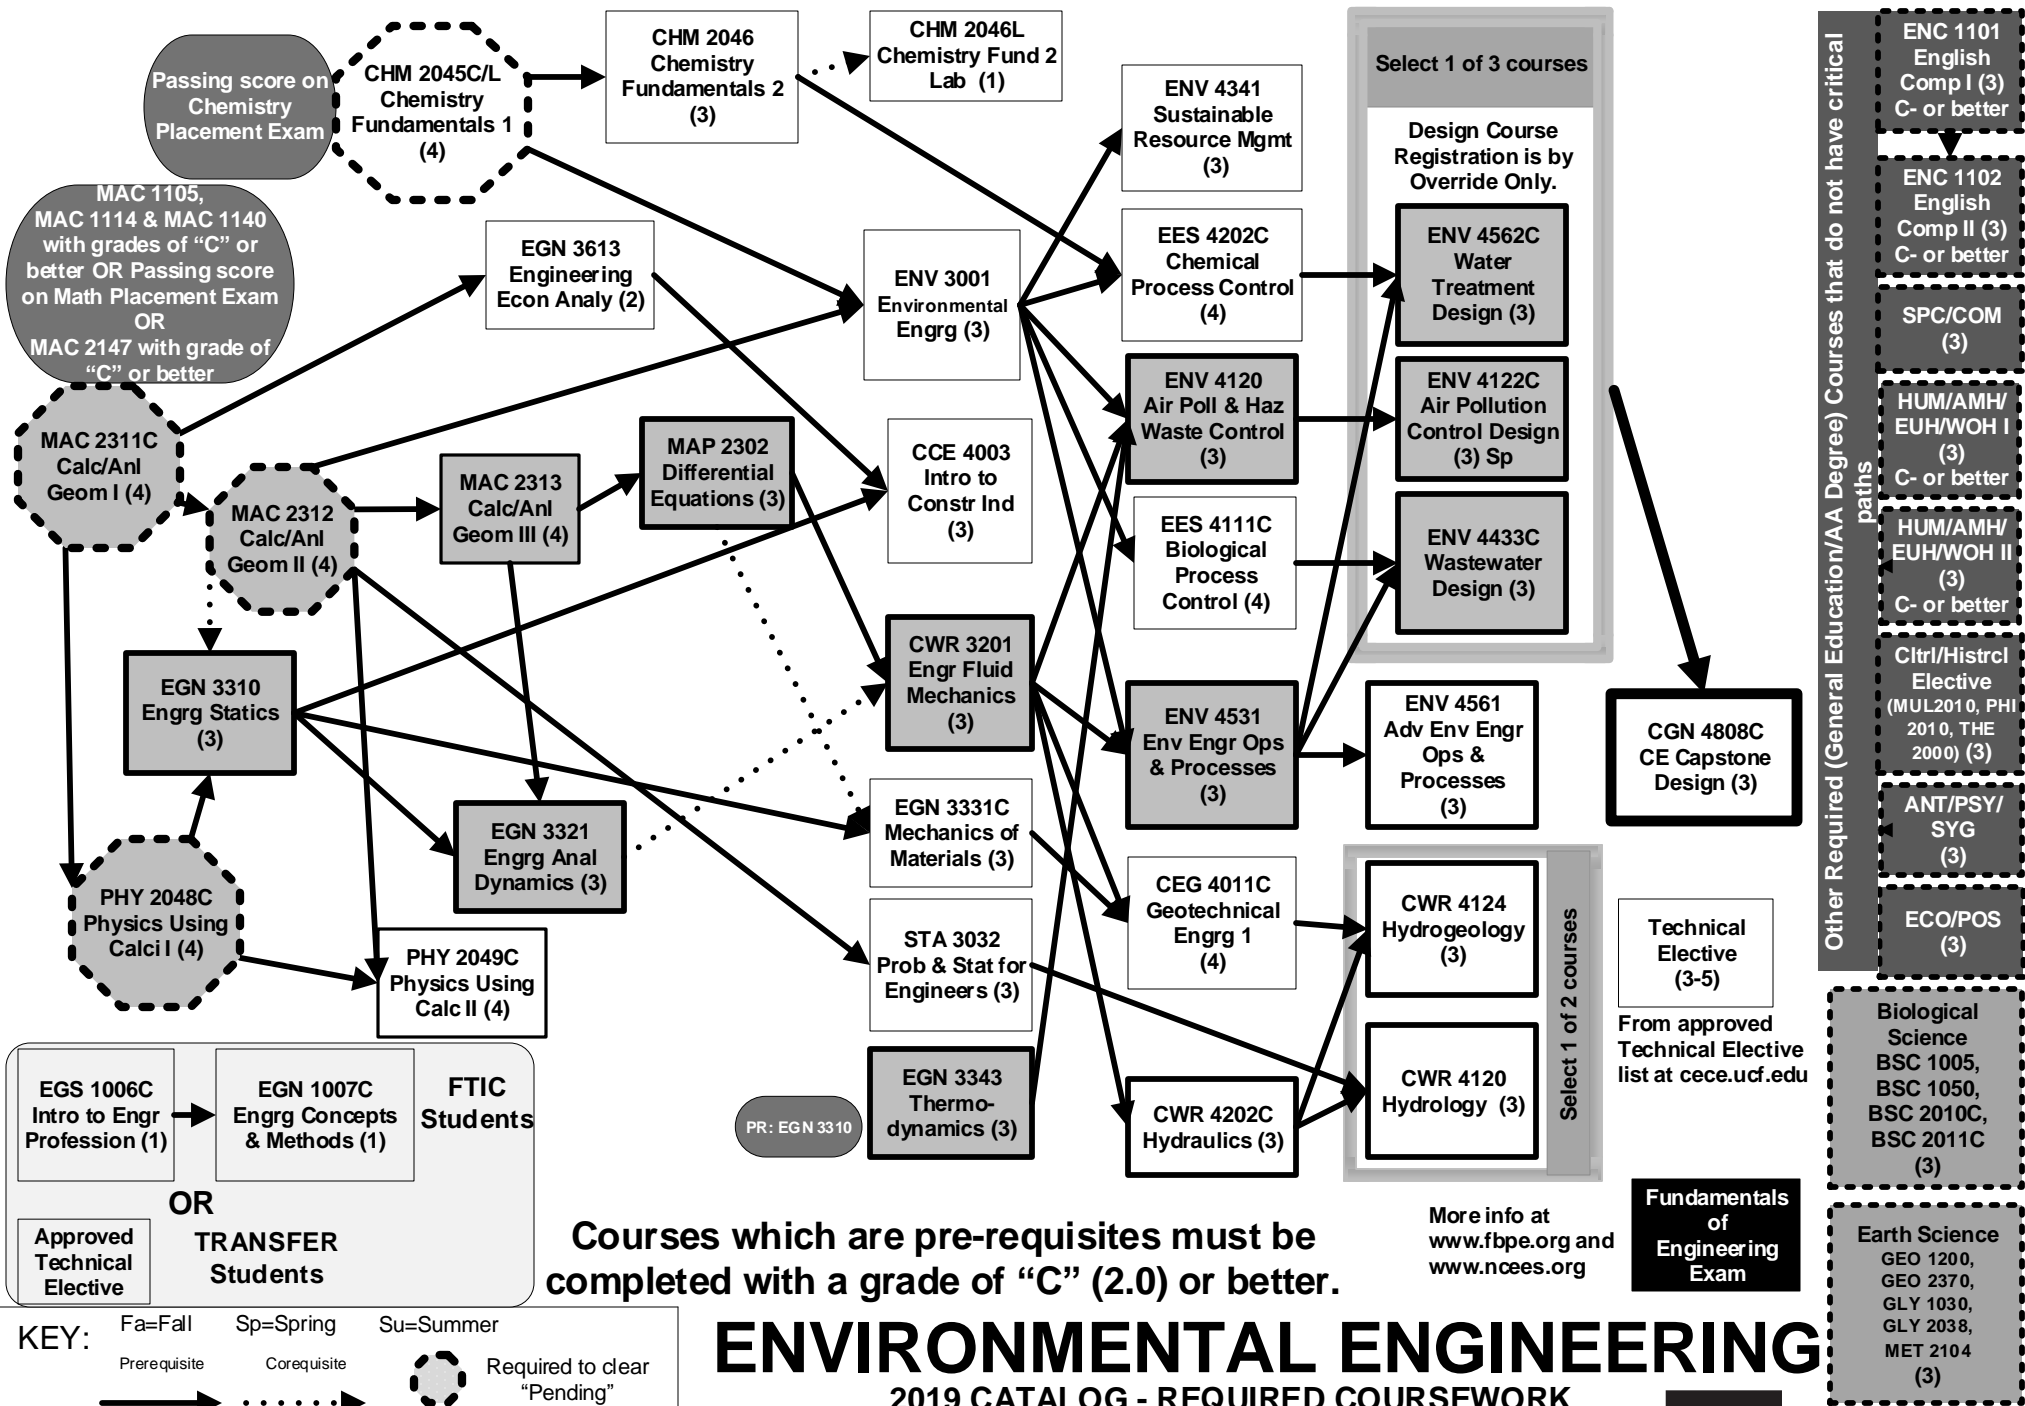 Passing score on
Chemistry
Placement Exam
CHM 2045C/L
Chemistry
Fundamentals 1
(4)
CHM 2046
Chemistry
Fundamentals 2
(3)
CHM 2046L
Chemistry Fund 2
Lab (1)
MAC 1105,
MAC 1114 & MAC 1140
with grades of “C” or
better OR Passing score
on Math Placement Exam
OR
MAC 2147 with grade of
“C” or better
EGN 3613
Engineering
Econ Analy (2)
ENV 3001
Environmental
Engrg (3)
ENV 4341
Sustainable
Resource Mgmt
(3)
EES 4202C
Chemical
Process Control
(4)
Select 1 of 3 courses
Design Course
Registration is by
Override Only.
ENV 4562C
Water
Treatment
Design (3)
MAC 2311C
Calc/Anl
Geom I (4)
MAC 2312
Calc/Anl
Geom II (4)
MAC 2313
Calc/Anl
Geom III (4)
MAP 2302
Differential
Equations (3)
CCE 4003
Intro to
Constr Ind
(3)
ENV 4120
Air Poll & Haz
Waste Control
(3)
ENV 4122C
Air Pollution
Control Design
(3) Sp
EES 4111C
Biological
Process
Control (4)
ENV 4433C
Wastewater
Design (3)
EGN 3310
Engrg Statics
(3)
CWR 3201
Engr Fluid
Mechanics
(3)
ENV 4531
Env Engr Ops
& Processes
(3)
ENV 4561
Adv Env Engr
Ops &
Processes
(3)
CGN 4808C
CE Capstone
Design (3)
EGN 3321
Engrg Anal
Dynamics (3)
EGN 3331C
Mechanics of
Materials (3)
PHY 2048C
Physics Using
Calci I (4)
PHY 2049C
Physics Using
Calc II (4)
STA 3032
Prob & Stat for
Engineers (3)
CEG 4011C
Geotechnical
Engrg 1
(4)
CWR 4124
Hydrogeology
(3)
Select 1 of 2 courses
Technical
Elective
(3-5)
From approved
Technical Elective
list at cece.ucf.edu
PR: EGN 3310
EGN 3343
Thermo-
dynamics (3)
CWR 4202C
Hydraulics (3)
CWR 4120
Hydrology (3)
EGS 1006C
Intro to Engr
Profession (1)
EGN 1007C
Engrg Concepts
& Methods (1)
FTIC
Students
OR
Approved
Technical
Elective
TRANSFER
Students
Courses which are pre-requisites must be
completed with a grade of “C” (2.0) or better.
More info at
www.fbpe.org and
www.ncees.org
Fundamentals
of
Engineering
Exam
Other Required (General Education/AA Degree) Courses that do not have critical
paths
ENC 1101
English
Comp I (3)
C- or better
ENC 1102
English
Comp II (3)
C- or better
SPC/COM
(3)
HUM/AMH/
EUH/WOH I
(3)
C- or better
HUM/AMH/
EUH/WOH II
(3)
C- or better
Cltrl/Histrcl
Elective
(MUL2010, PHI
2010, THE
2000) (3)
ANT/PSY/
SYG
(3)
ECO/POS
(3)
Biological
Science
BSC 1005,
BSC 1050,
BSC 2010C,
BSC 2011C
(3)
Earth Science
GEO 1200,
GEO 2370,
GLY 1030,
GLY 2038,
MET 2104
(3)
KEY:
Fa=Fall Sp=Spring Su=Summer
Prerequisite Corequisite
Required to clear
“Pending”
ENVIRONMENTAL ENGINEERING
2019 CATALOG - REQUIRED COURSEWORK